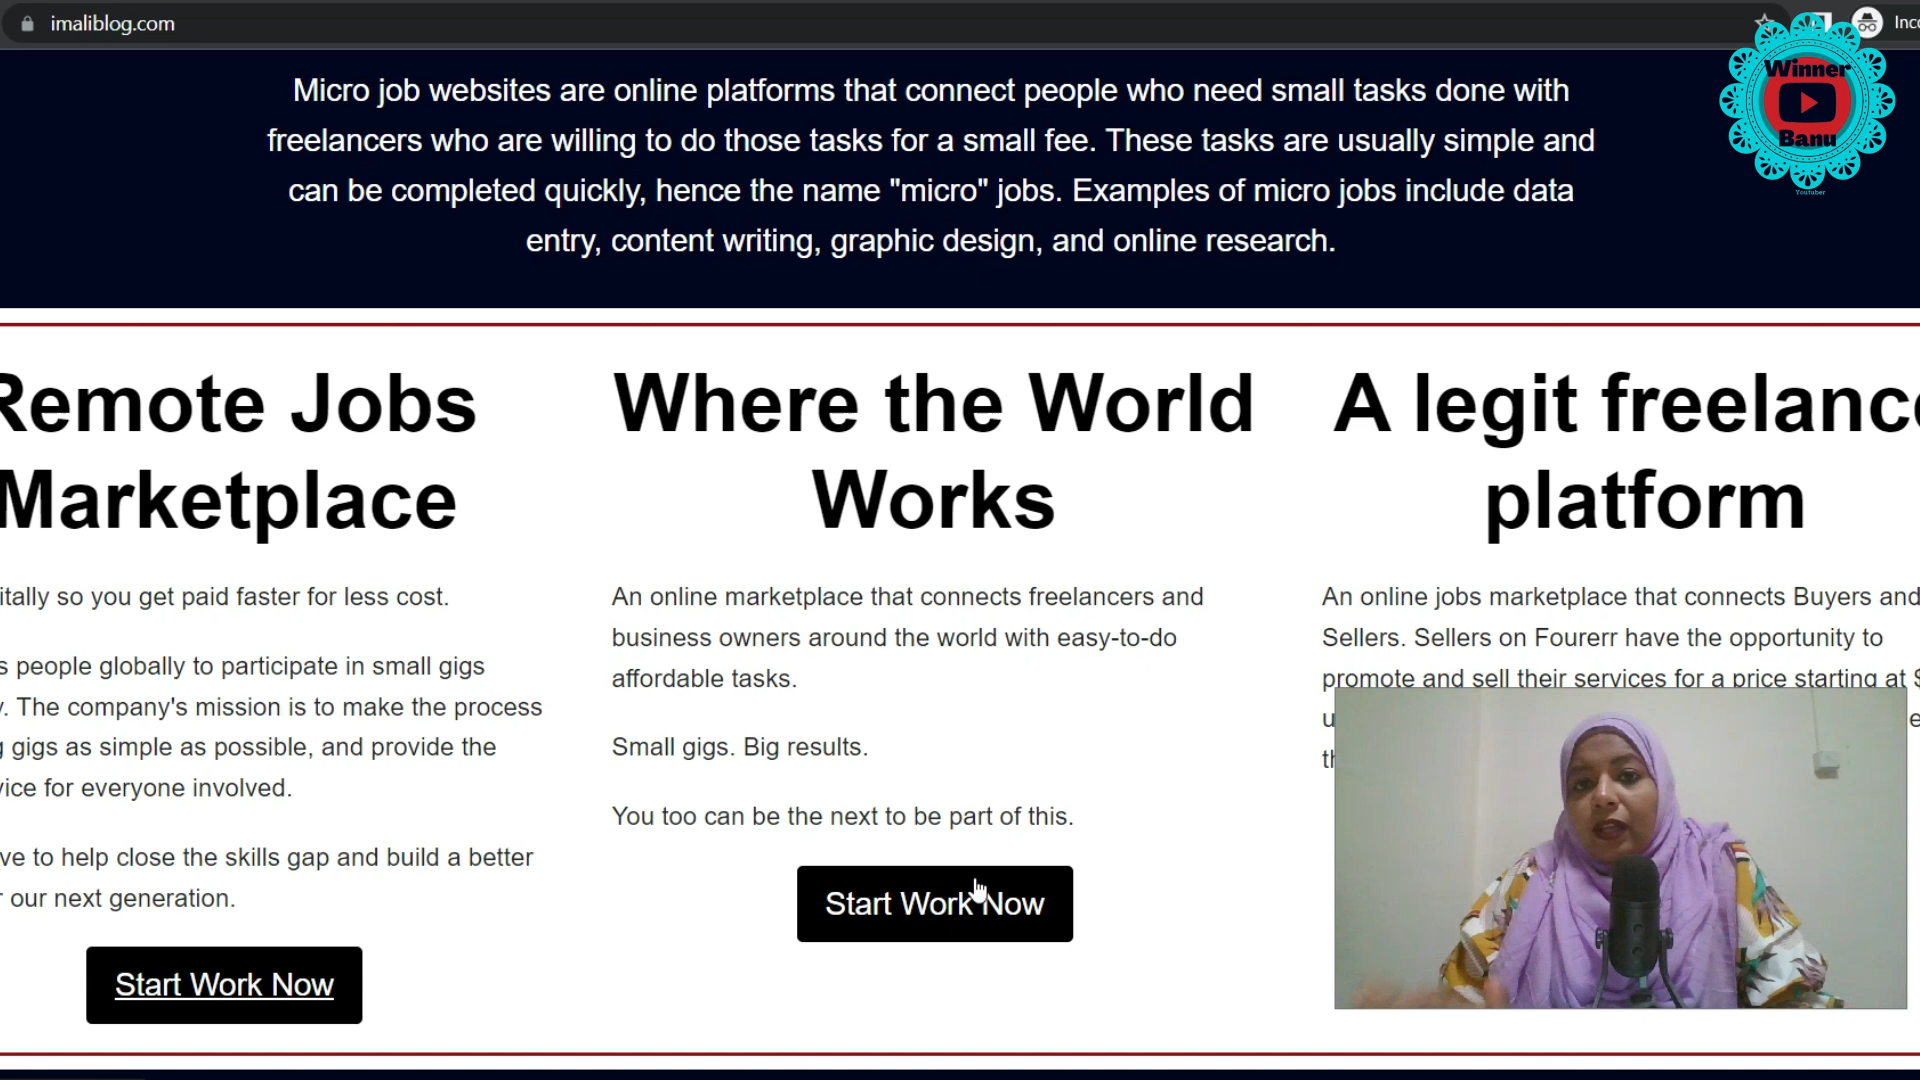 imaliblog.com
Inco
Winner
Banu
Youtuber
Micro job websites are online platforms that connect people who need small tasks done with
freelancers who are willing to do those tasks for a small fee. These tasks are usually simple and
can be completed quickly, hence the name "micro" jobs. Examples of micro jobs include data
entry, content writing, graphic design, and online research.
Remote Jobs
Marketplace
itally so you get paid faster for less cost.
s people globally to participate in small gigs
y. The company's mission is to make the process
g gigs as simple as possible, and provide the
vice for everyone involved.
ve to help close the skills gap and build a better
r our next generation.
Start Work Now
Where the World
Works
An online marketplace that connects freelancers and
business owners around the world with easy-to-do
affordable tasks.
Small gigs. Big results.
You too can be the next to be part of this.
Start Work Now
A legit freelance
platform
An online jobs marketplace that connects Buyers and
Sellers. Sellers on Fourerr have the opportunity to
promote and sell their services for a price starting at $